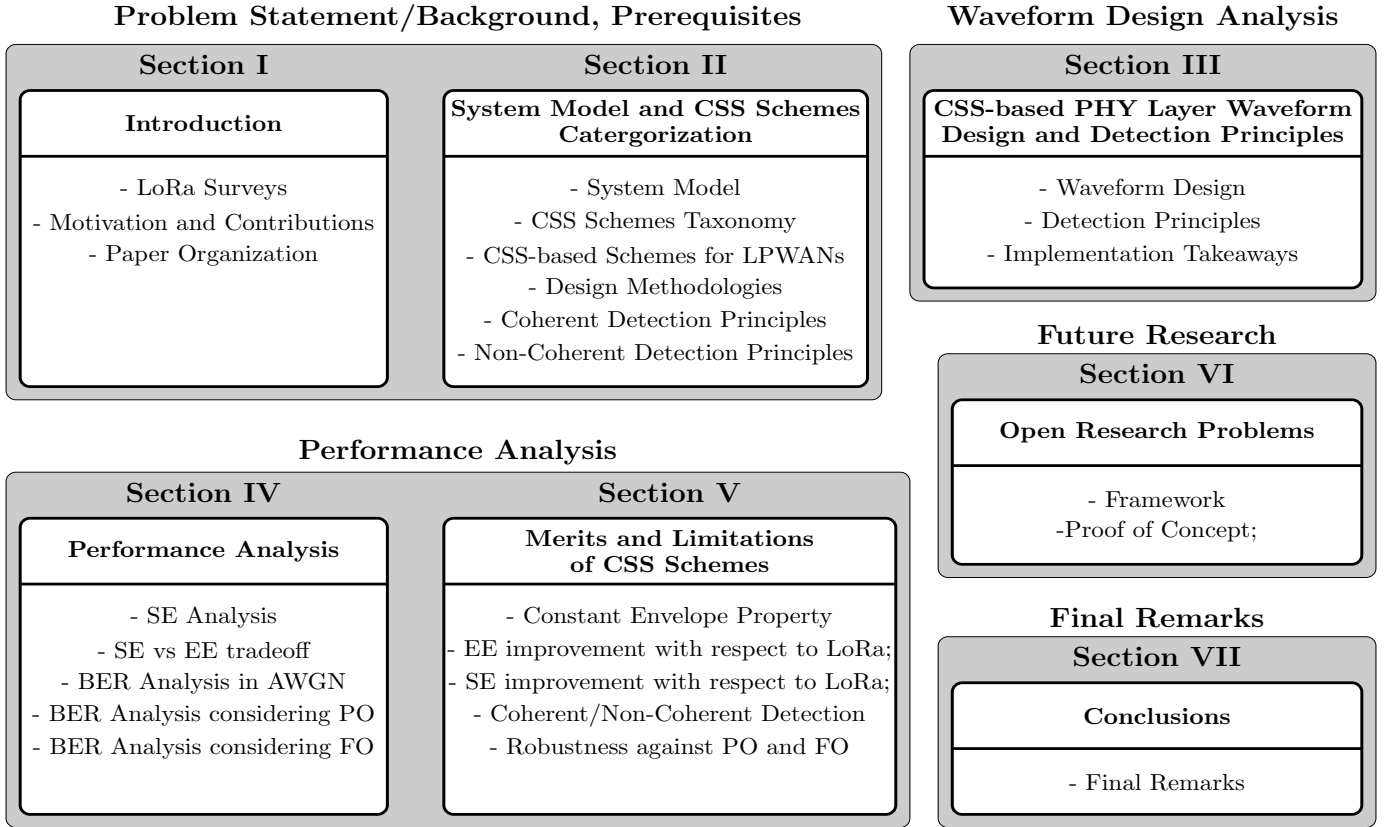 Problem Statement/Background, Prerequisites
Section I
Introduction
- LoRa Surveys
- Motivation and Contributions
- Paper Organization
Section II
System Model and CSS Schemes
Catergorization
- System Model
- CSS Schemes Taxonomy
- CSS-based Schemes for LPWANs
- Design Methodologies
- Coherent Detection Principles
- Non-Coherent Detection Principles
Waveform Design Analysis
Section III
CSS-based PHY Layer Waveform
Design and Detection Principles
- Waveform Design
- Detection Principles
- Implementation Takeaways
Performance Analysis
Section IV
Performance Analysis
- SE Analysis
- SE vs EE tradeoff
- BER Analysis in AWGN
- BER Analysis considering PO
- BER Analysis considering FO
Section V
Merits and Limitations
of CSS Schemes
- Constant Envelope Property
- EE improvement with respect to LoRa;
- SE improvement with respect to LoRa;
- Coherent/Non-Coherent Detection
- Robustness against PO and FO
Future Research
Section VI
Open Research Problems
- Framework
-Proof of Concept;
Final Remarks
Section VII
Conclusions
- Final Remarks